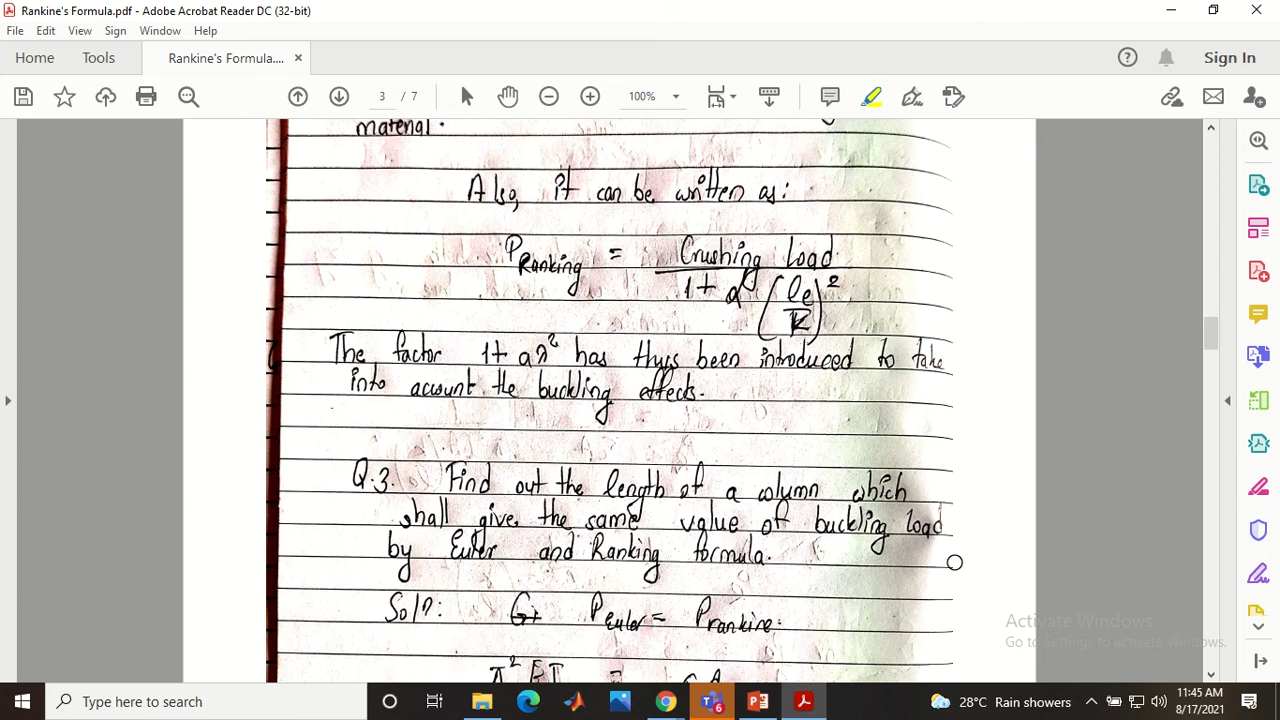 Rankine's Formula.pdf - Adobe Acrobat Reader DC (32-bit)
File Edit View Sign Window Help
Home Tools Rankine's Formula.... × Sign In
3 / 7 100%
material.
Also, it can be written as:
P Ranking = Crushing Load
1 + α (le/K)²
The factor 1+ aλ² has thus been introduced to take
into account the buckling effects.
Q.3. Find out the length of a column which
shall give the same value of buckling load
by Euler and Ranking formula.
Soln: P Euler = P rankine.
π² EI =
Activate Windows
Go to Settings to activate Windows.
Type here to search
6
28°C Rain showers
11:45 AM
8/17/2021